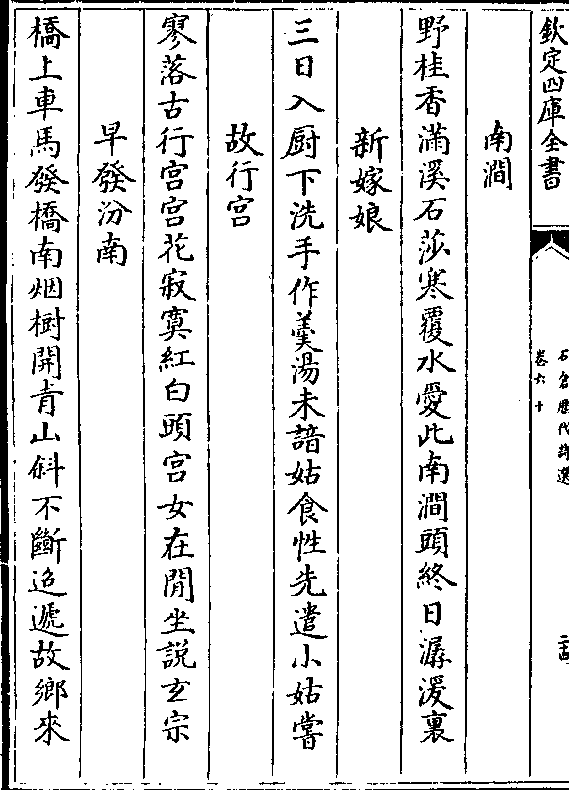 欽定四庫全書
石倉歷代詩選
卷六十
二十四
南澗
野桂香滿溪石莎寒覆水愛此南澗頭終日潺湲裏
新嫁娘
三日入厨下洗手作羮湯未諳姑食性先遣小姑嘗
故行宫
寥落古行宫宫花寂寞紅白頭宫女在閒坐説玄宗
早發汾南
橋上車馬發橋南烟樹開青山斜不斷迢遞故鄉來